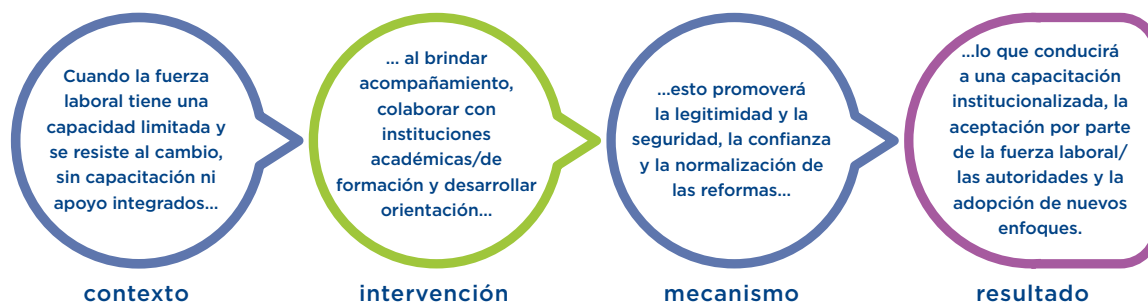 Cuando la fuerza
laboral tiene una
capacidad limitada y
se resiste al cambio,
sin capacitación ni
apoyo integrados...
... al brindar
acompañamiento,
colaborar con
instituciones
académicas/de
formación y desarrollar
orientación...
...esto promoverá
la legitimidad y la
seguridad, la confianza
y la normalización de
las reformas...
...lo que conducirá
a una capacitación
institucionalizada, la
aceptación por parte
de la fuerza laboral/
las autoridades y la
adopción de nuevos
enfoques.
contexto
intervención
mecanismo
resultado